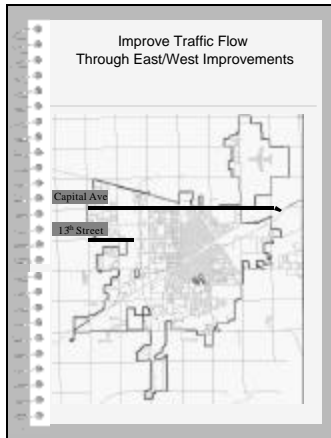 Improve Traffic Flow
Through East/West Improvements
Capital Ave
13th Street